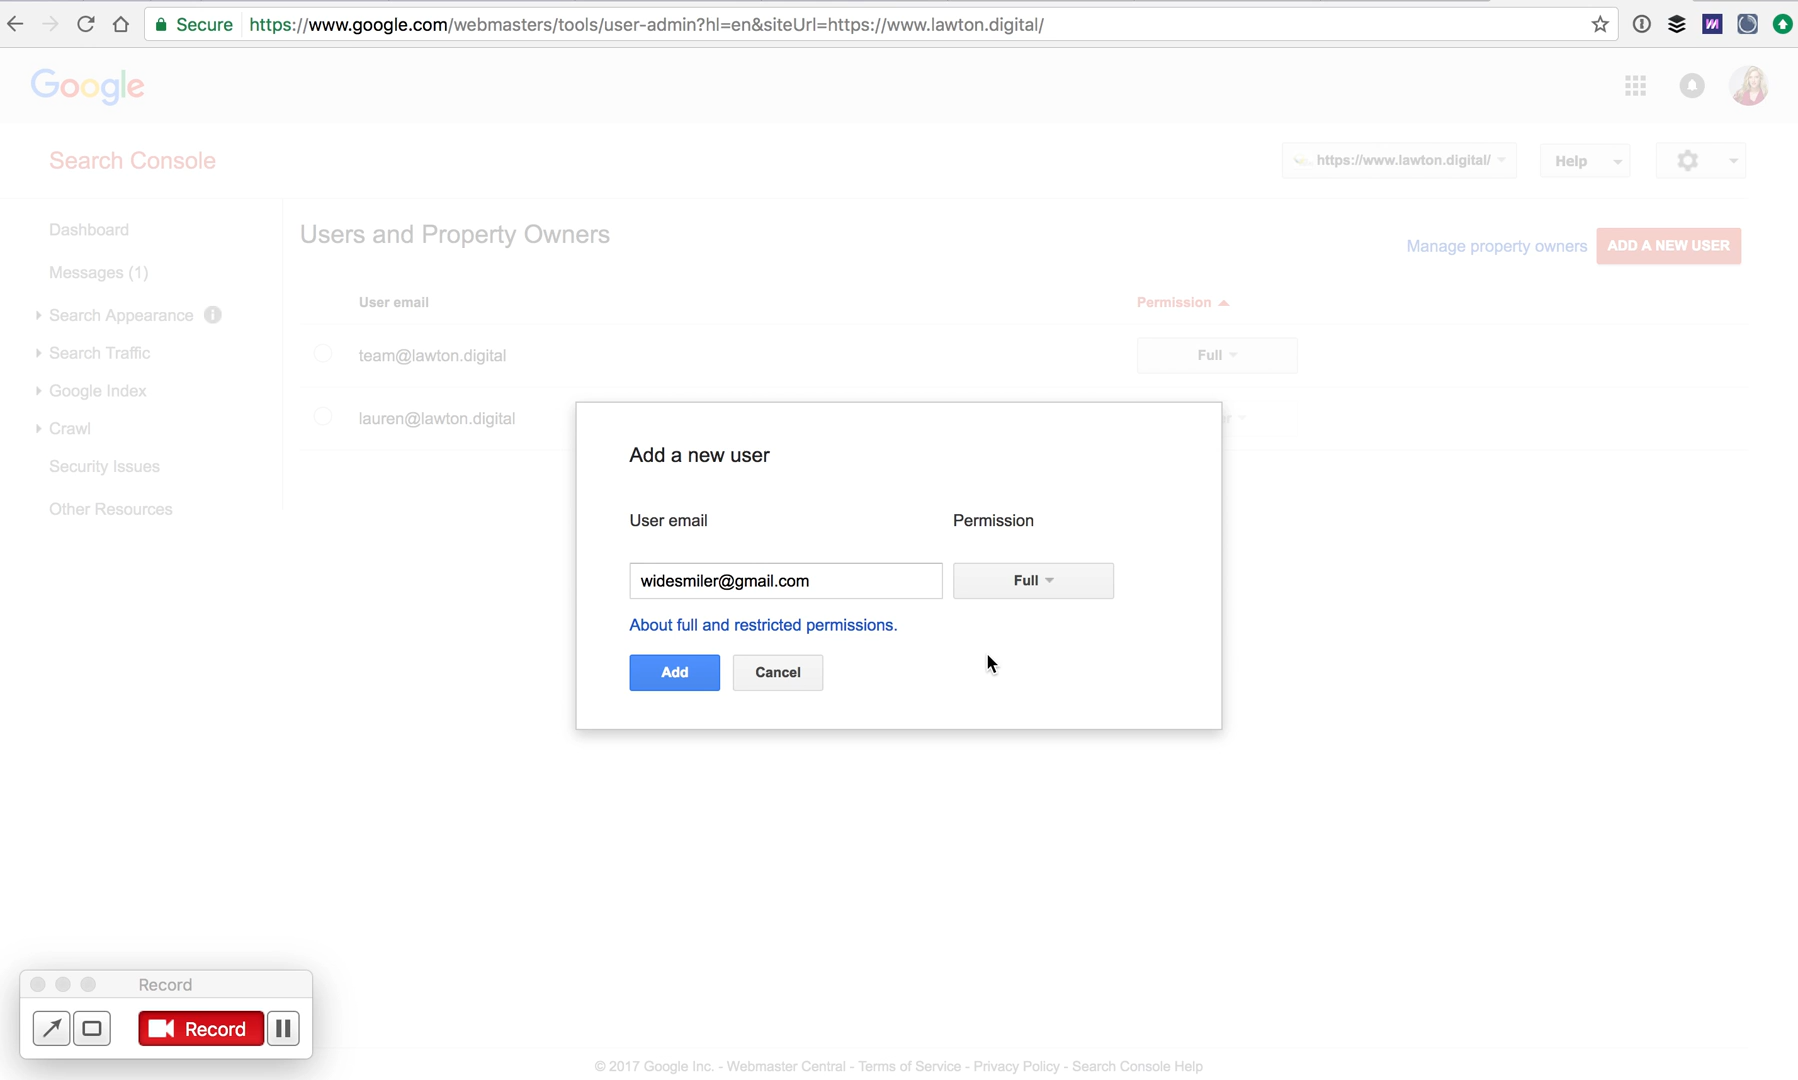 Secure https://www.google.com/webmasters/tools/user-admin?hl=en&siteUrl=https://www.lawton.digital/
Google
Search Console
https://www.lawton.digital/
Help
Dashboard
Messages (1)
Search Appearance
Search Traffic
Google Index
Crawl
Security Issues
Other Resources
Users and Property Owners
Manage property owners
ADD A NEW USER
User email
Permission
team@lawton.digital
Full
lauren@lawton.digital
Add a new user
User email
Permission
widesmiler@gmail.com
Full
About full and restricted permissions.
Add
Cancel
Record
Record
© 2017 Google Inc. - Webmaster Central - Terms of Service - Privacy Policy - Search Console Help